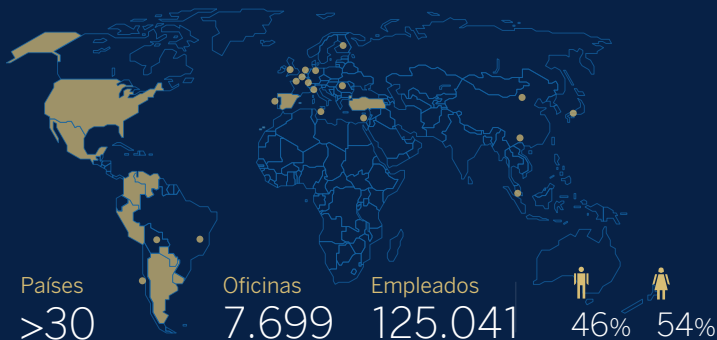 Países
Oficinas
Empleados
>30
7.699
125.041
46%
54%